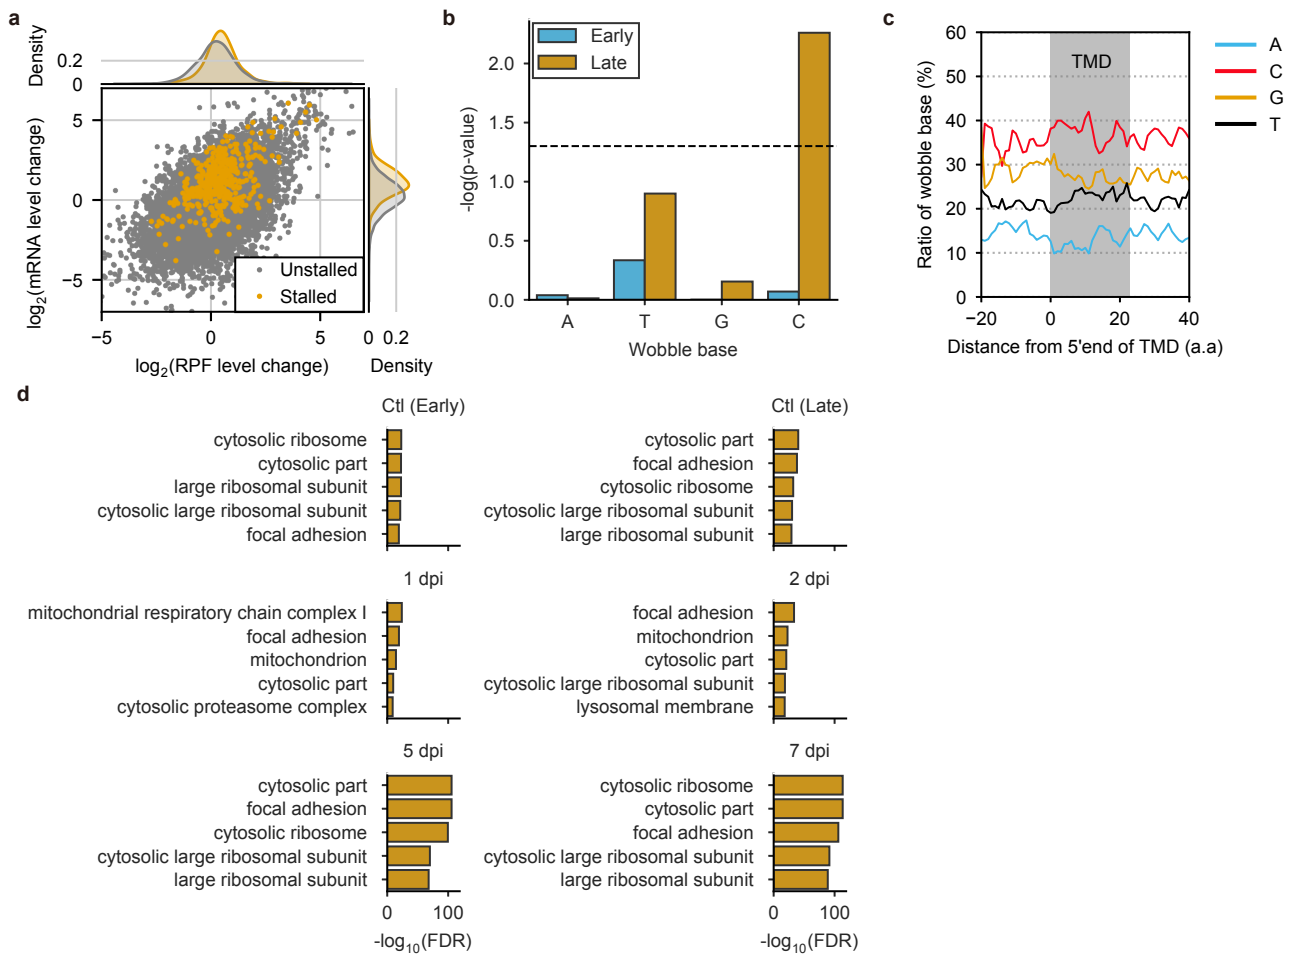 a
Density
0.2
0
log2(mRNA level change)
5
0
−5
Unstalled
Stalled
−5
0
5
0
0.2
log2(RPF level change)
Density
b
Early
Late
-log(p-value)
2.0
1.5
1.0
0.5
0.0
A
T
G
C
Wobble base
c
Ratio of wobble base (%)
60
50
40
30
20
10
0
TMD
−20
0
20
40
Distance from 5'end of TMD (a.a)
A
C
G
T
d
Ctl (Early)
cytosolic ribosome
cytosolic part
large ribosomal subunit
cytosolic large ribosomal subunit
focal adhesion
Ctl (Late)
cytosolic part
focal adhesion
cytosolic ribosome
cytosolic large ribosomal subunit
large ribosomal subunit
1 dpi
mitochondrial respiratory chain complex I
focal adhesion
mitochondrion
cytosolic part
cytosolic proteasome complex
2 dpi
focal adhesion
mitochondrion
cytosolic part
cytosolic large ribosomal subunit
lysosomal membrane
5 dpi
cytosolic part
focal adhesion
cytosolic ribosome
cytosolic large ribosomal subunit
large ribosomal subunit
0
100
-log10(FDR)
7 dpi
cytosolic ribosome
cytosolic part
focal adhesion
cytosolic large ribosomal subunit
large ribosomal subunit
0
100
-log10(FDR)